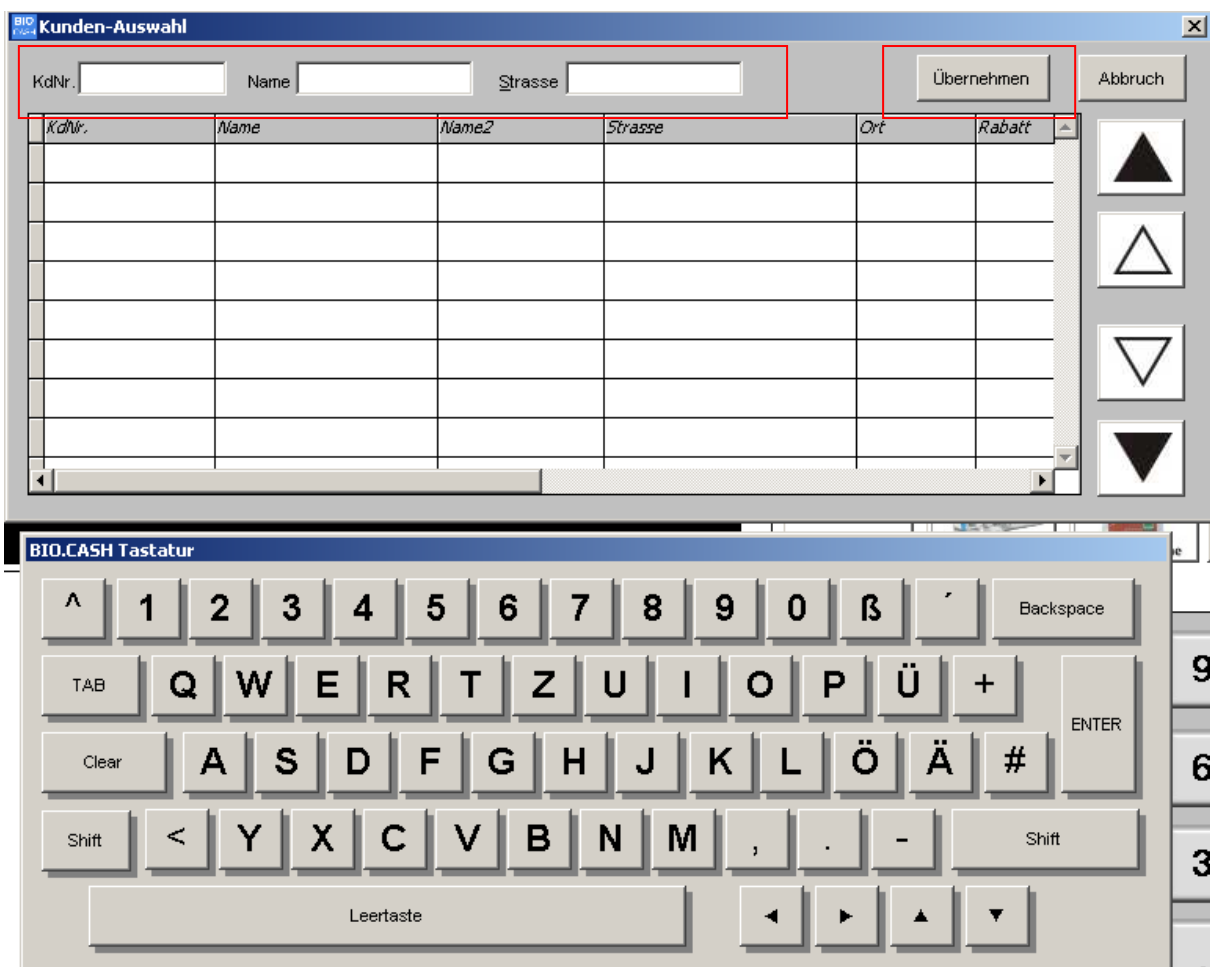 BIO CASH Kunden-Auswahl
KdNr. Name Strasse Übernehmen Abbruch
KdNr. Name Name2 Strasse Ort Rabatt
BIO.CASH Tastatur
^ 1 2 3 4 5 6 7 8 9 0 ß ´ Backspace
TAB Q W E R T Z U I O P Ü + ENTER
9
Clear A S D F G H J K L Ö Ä #
6
Shift < Y X C V B N M , . - Shift
3
Leertaste